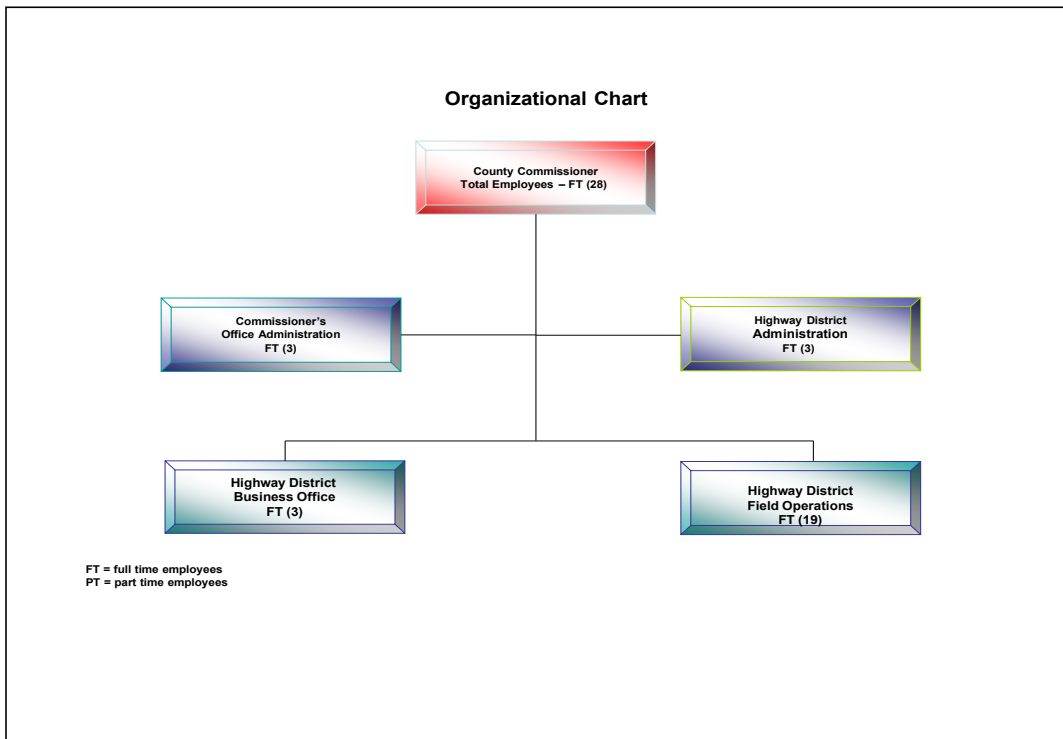 Organizational Chart
County Commissioner
Total Employees – FT (28)
Commissioner's
Office Administration
FT (3)
Highway District
Administration
FT (3)
Highway District
Business Office
FT (3)
Highway District
Field Operations
FT (19)
FT = full time employees
PT = part time employees